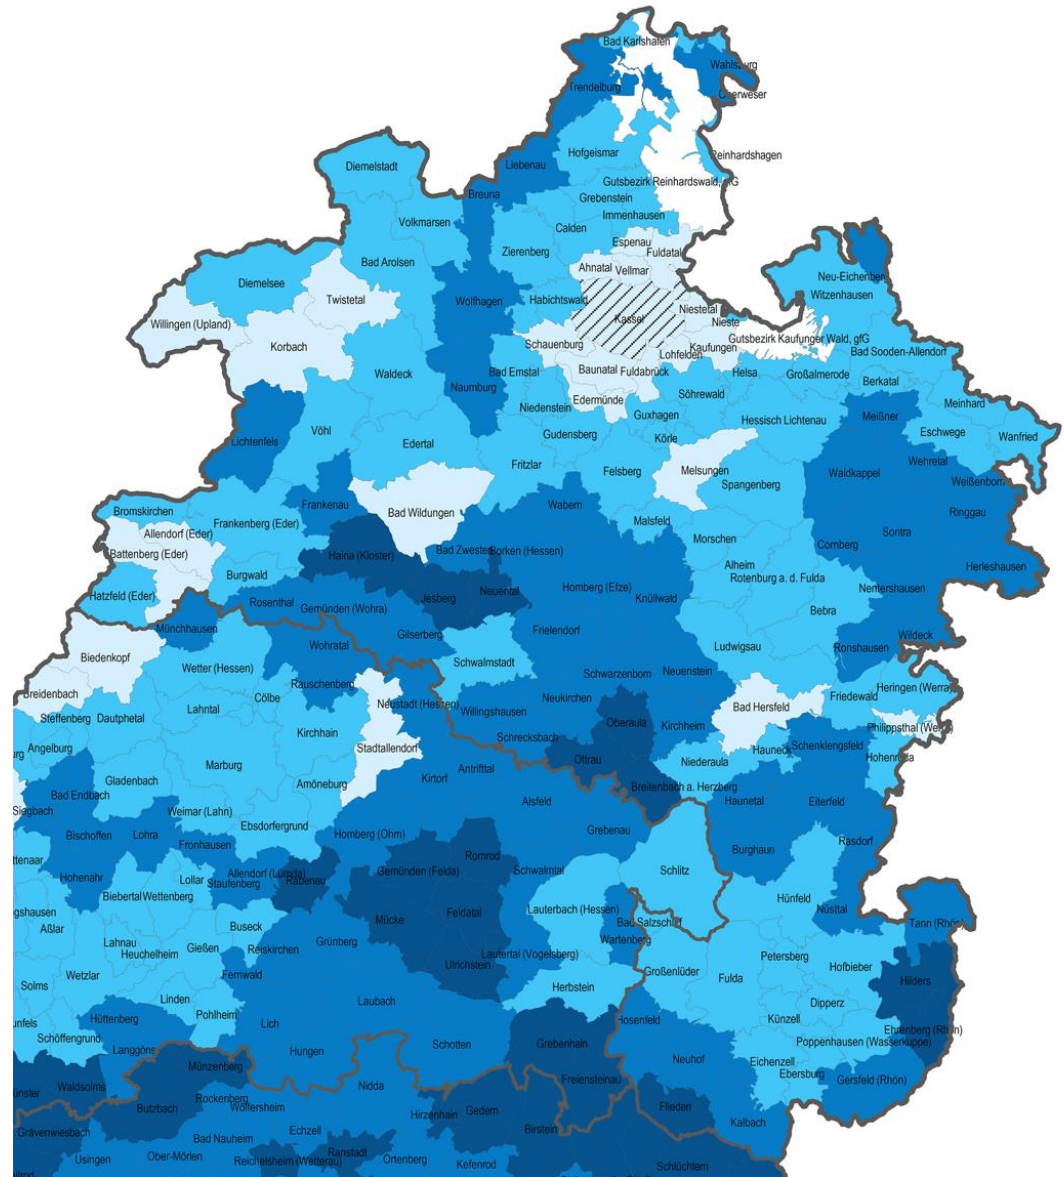 Bad Karlshafen
Wahlsburg
Trendelburg
Oberweser
Reinhardshagen
Hofgeismar
Diemelstadt
Liebenau
Gutsbezirk Reinhardswald,
Breuna
Grebenstein
Immenhausen
Volkmarsen
Calden
Espenau
Zierenberg
Fuldatal
Bad Arolsen
Ahnatal
Vellmar
Neu-Eichenberg
Diemelsee
Witzenhausen
Twistetal
Wolfhagen
Habichtswald
Niestetal
Willingen (Upland)
Kassel
Nieste
Gutsbezirk Kaufunger Wald, gfG
Korbach
Schauenburg
Kaufungen
Lohfelden
Bad Sooden-Allendorf
Waldeck
Bad Emstal
Baunatal
Fuldabrück
Helsa
Großalmerode
Berkatal
Naumburg
Söhrewald
Edermünde
Meinhard
Niedenstein
Guxhagen
Meißner
Hessisch Lichtenau
Vöhl
Lichtenfels
Gudensberg
Körle
Eschwege
Wanfried
Edertal
Fritzlar
Felsberg
Melsungen
Waldkappel
Wehretal
Spangenberg
Weißenborn
Frankenau
Wabern
Bad Wildungen
Bromskirchen
Ringgau
Frankenberg (Eder)
Malsfeld
Allendorf (Eder)
Sontra
Morschen
Battenberg (Eder)
Haina (Kloster)
Bad Zwesten
Borken (Hessen)
Cornberg
Alheim
Herleshausen
Burgwald
Rotenburg a. d. Fulda
Hatzfeld (Eder)
Jesberg
Neuental
Homberg (Efze)
Nentershausen
Rosenthal
Gemünden (Wohra)
Knüllwald
Bebra
Münchhausen
Gilserberg
Frielendorf
Wildeck
Wohratal
Ludwigsau
Ronshausen
Biedenkopf
Wetter (Hessen)
Schwalmstadt
Schwarzenborn
Neuenstein
Rauschenberg
Friedewald
Heringen (Werra)
Breidenbach
Cölbe
Neustadt (Hessen)
Neukirchen
Bad Hersfeld
Lahntal
Willingshausen
Steffenberg
Dautphetal
Oberaula
Kirchheim
Kirchhain
Schrecksbach
Schenklengsfeld
Angelburg
Stadtallendorf
Hauneck
Hohenroda
Marburg
Ottrau
Niederaula
Antrifttal
Gladenbach
Kirtorf
Amöneburg
Breitenbach a. Herzberg
Bad Endbach
Alsfeld
Haunetal
Eiterfeld
Siegbach
Weimar (Lahn)
Ebsdorfergrund
Bischoffen
Lohra
Homberg (Ohm)
Grebenau
Rasdorf
Fronhausen
Burghaun
Romrod
Hohenahr
Allendorf (Lumda)
Gemünden (Felda)
Schwalmtal
Schlitz
Lollar
Rabenau
Staufenberg
Biebertal
Wettenberg
Hünfeld
Feldatal
Lauterbach (Hessen)
Nüsttal
Mücke
Bad Salzschlirf
Tann (Rhön)
Buseck
Aßlar
Wartenberg
Grünberg
Lahnau
Gießen
Reiskirchen
Heuchelheim
Lautertal (Vogelsberg)
Petersberg
Ulrichstein
Hofbieber
Wetzlar
Großenlüder
Fernwald
Fulda
Hilders
Solms
Herbstein
Linden
Laubach
Dipperz
Pohlheim
Künzell
Hüttenberg
Lich
Hosenfeld
Ehrenberg (Rhön)
Schöffengrund
Schotten
Grebenhain
Poppenhausen (Wasserkuppe)
Langgöns
Hungen
Neuhof
Eichenzell
Ebersburg
Münzenberg
Freiensteinau
Gersfeld (Rhön)
Waldsolms
Nidda
Rockenberg
Wölfersheim
Butzbach
Hirzenhain
Gedern
Flieden
Kalbach
Echzell
Birstein
Grävenwiesbach
Bad Nauheim
Ranstadt
Usingen
Ober-Mörlen
Reichelsheim (Wetterau)
Ortenberg
Kefenrod
Schlüchtern